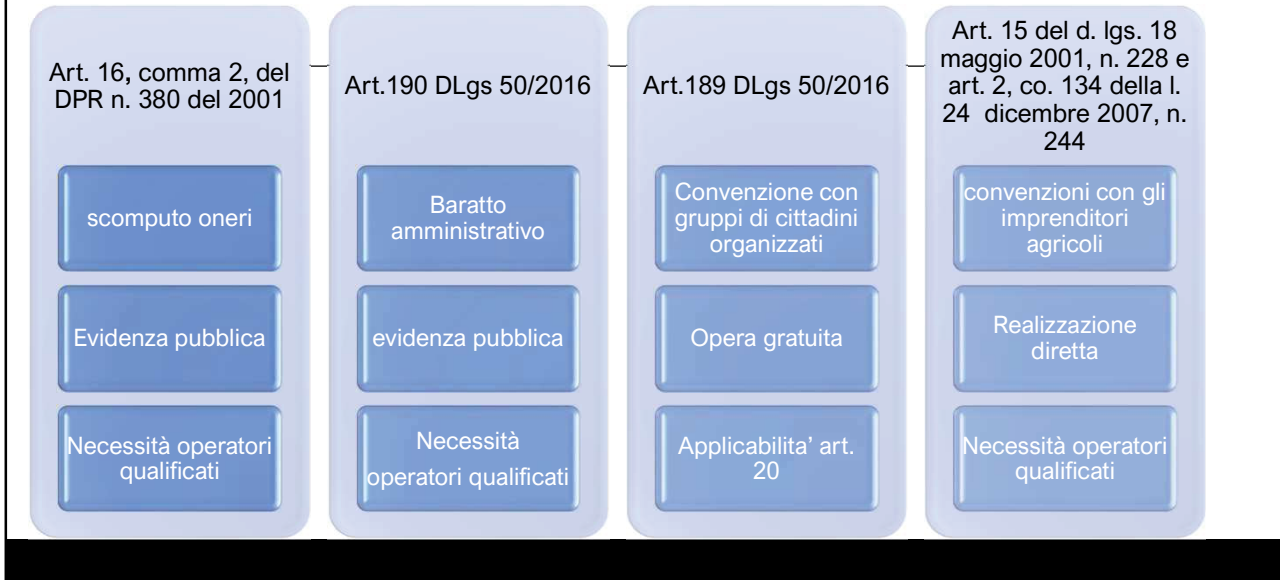 Art. 16, comma 2, del
DPR n. 380 del 2001
scomputo oneri
Evidenza pubblica
Necessità operatori
qualificati
Art.190 DLgs 50/2016
Baratto
amministrativo
evidenza pubblica
Necessità
operatori qualificati
Art.189 DLgs 50/2016
Convenzione con
gruppi di cittadini
organizzati
Opera gratuita
Applicabilita’ art.
20
Art. 15 del d. lgs. 18
maggio 2001, n. 228 e
art. 2, co. 134 della l.
24 dicembre 2007, n.
244
convenzioni con gli
imprenditori
agricoli
Realizzazione
diretta
Necessità operatori
qualificati